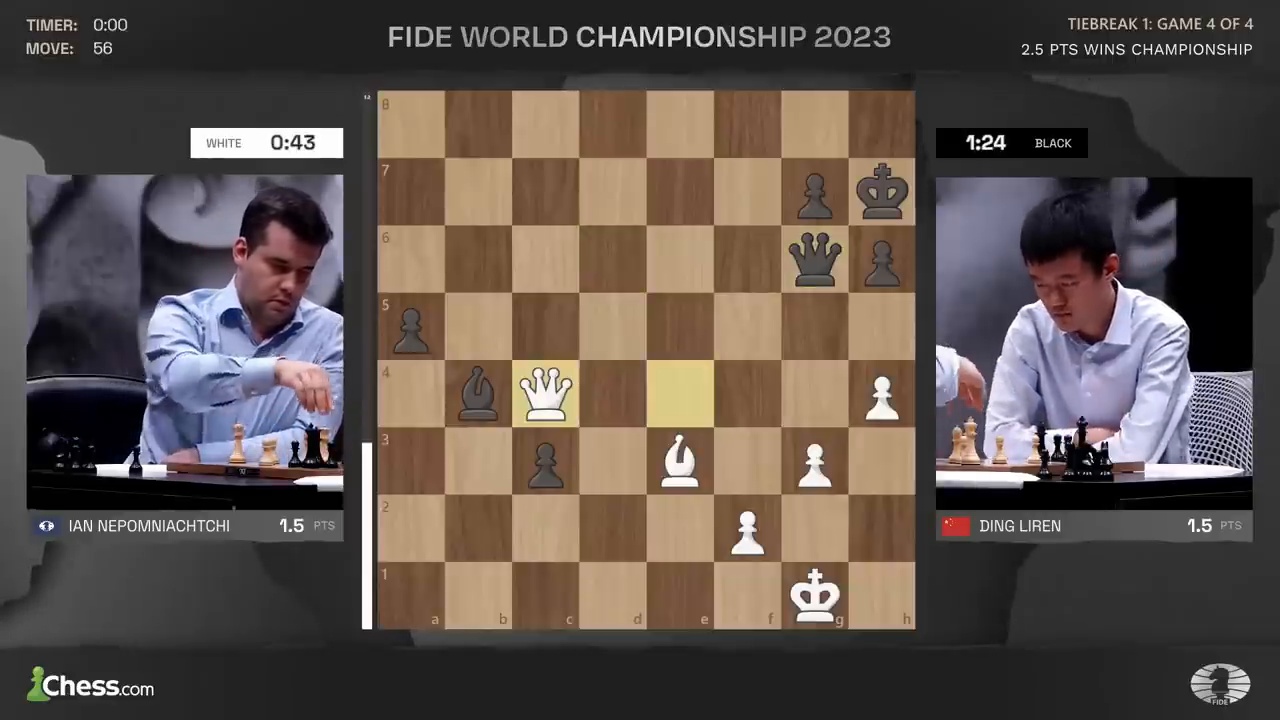 TIMER: 0:00
MOVE: 56
FIDE WORLD CHAMPIONSHIP 2023
TIEBREAK 1: GAME 4 OF 4
2.5 PTS WINS CHAMPIONSHIP
WHITE 0:43
1:24 BLACK
8
7
6
5
4
3
2
1
a b c d e f g h
IAN NEPOMNIACHTCHI 1.5 PTS
DING LIREN 1.5 PTS
Chess.com
FIDE